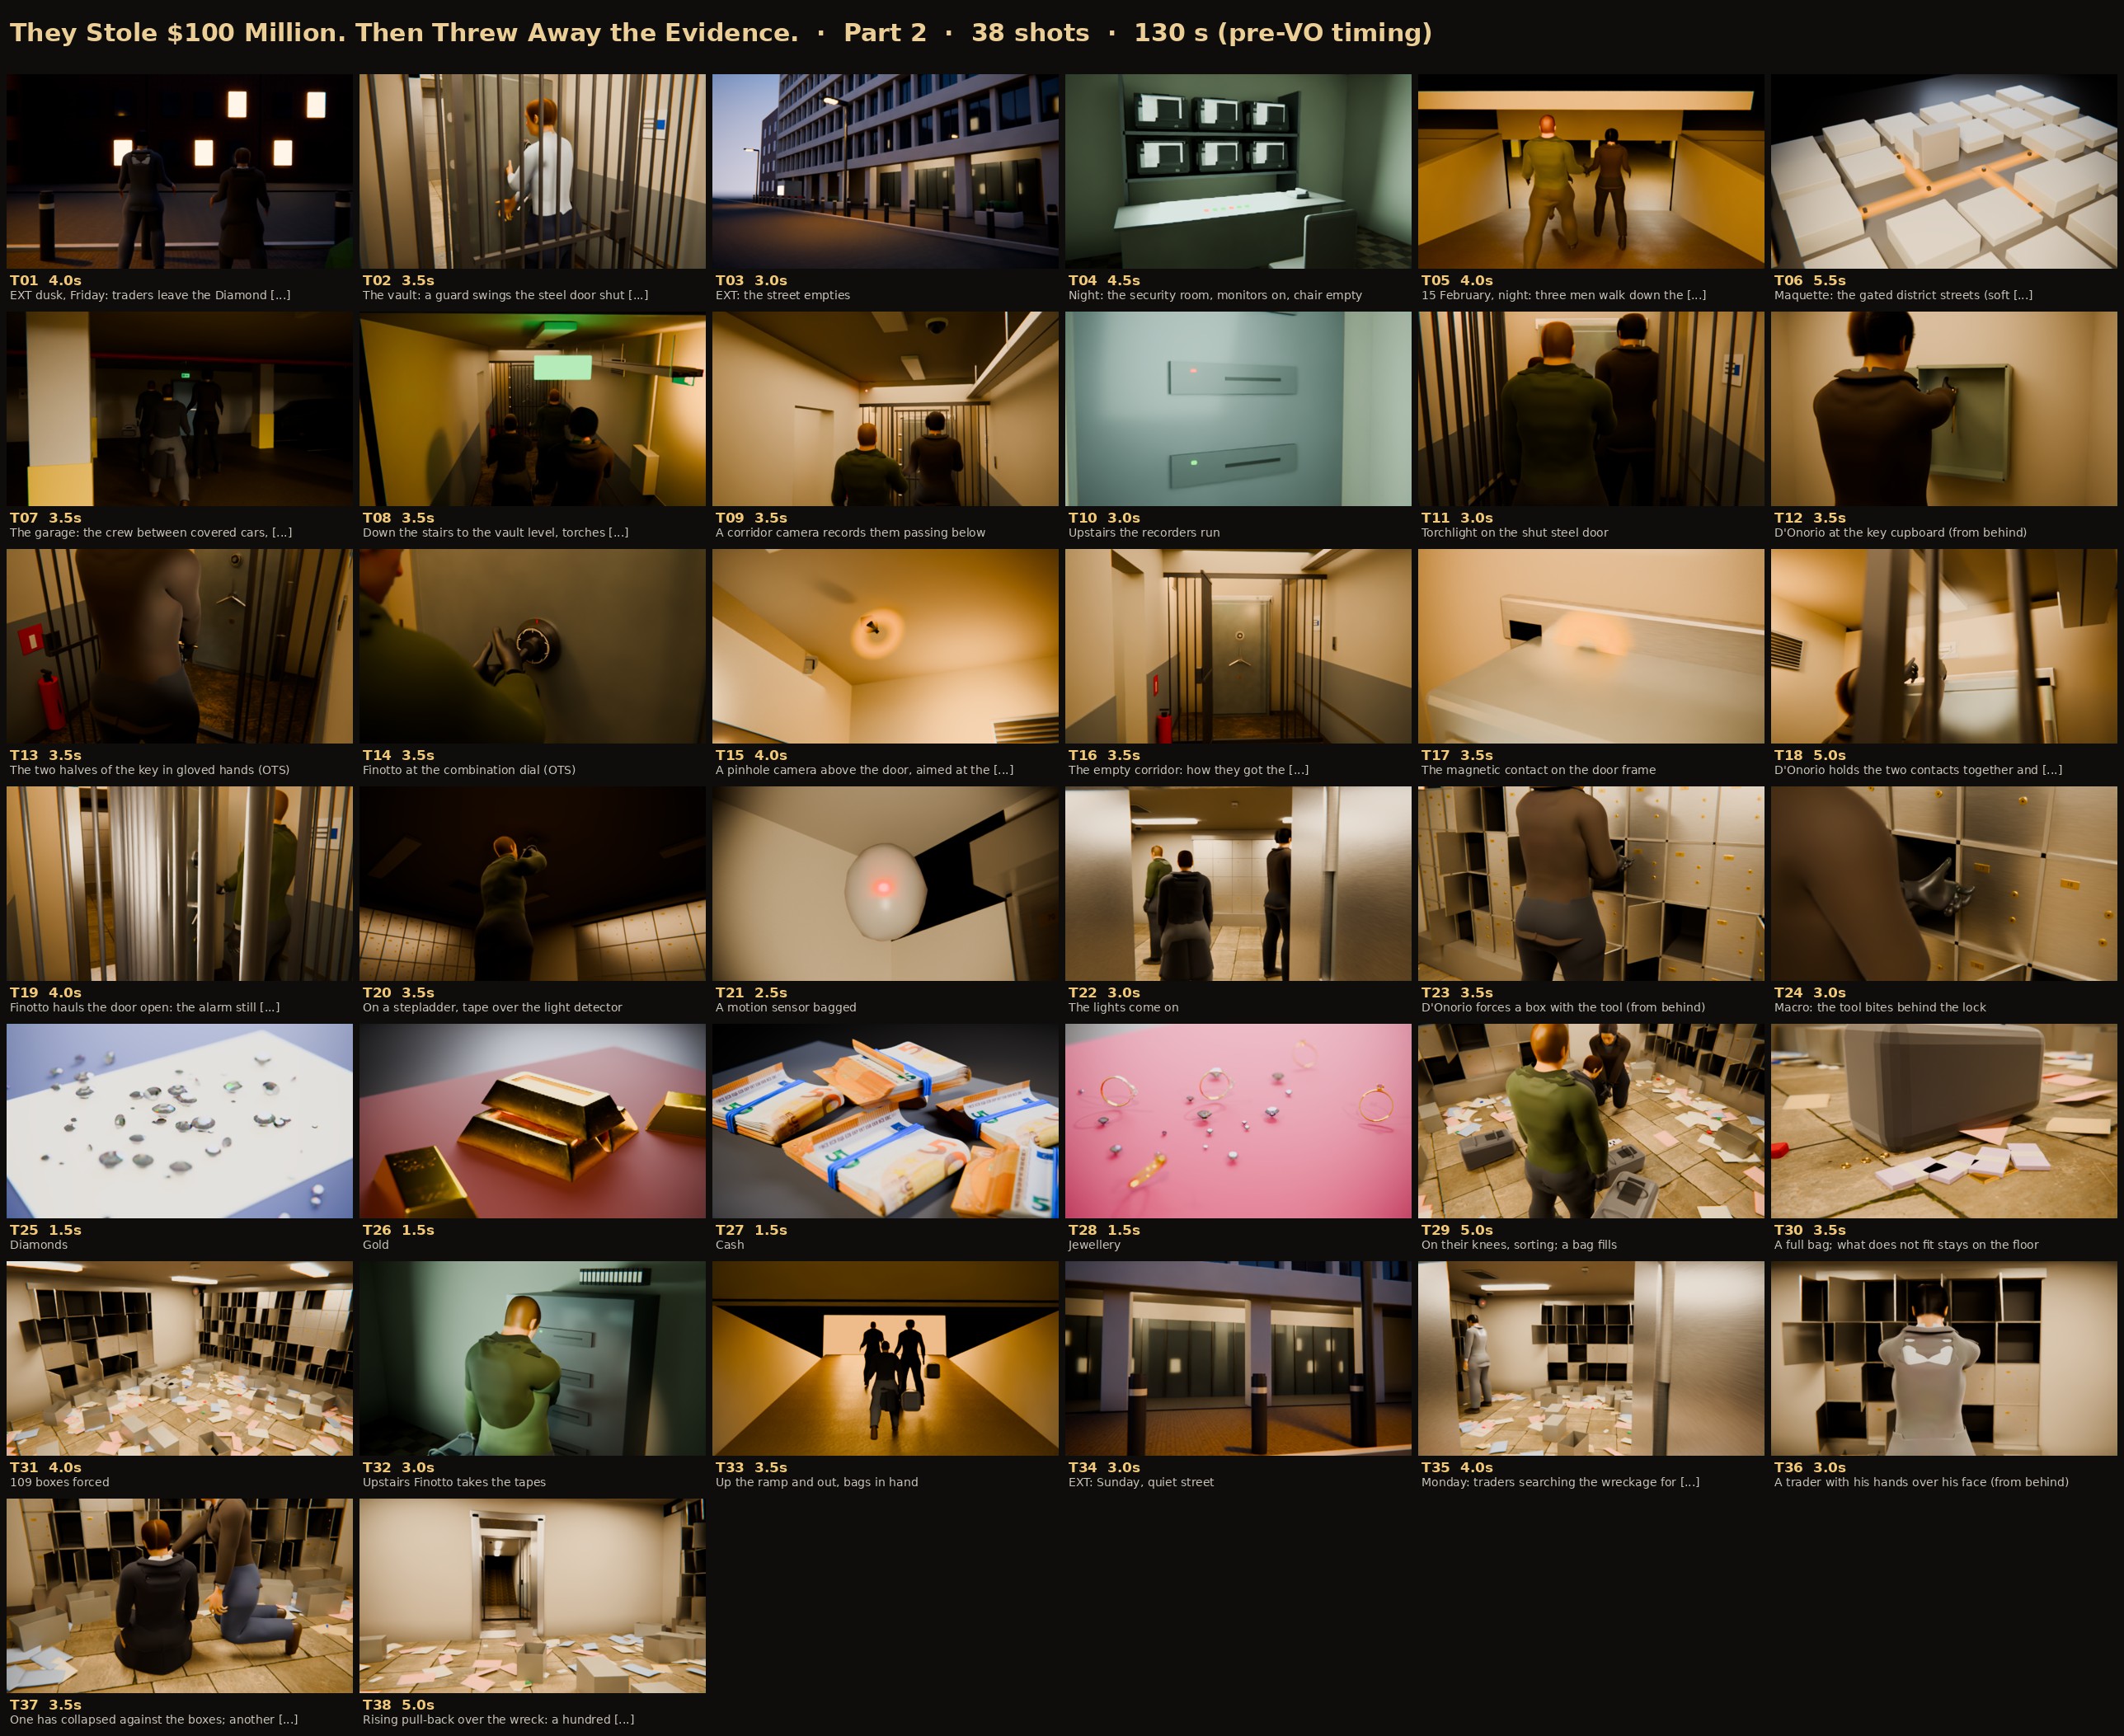 They Stole $100 Million. Then Threw Away the Evidence. · Part 2 · 38 shots · 130 s (pre-VO timing)
T01 4.0s
EXT dusk, Friday: traders leave the Diamond [...]
T02 3.5s
The vault: a guard swings the steel door shut [...]
T03 3.0s
EXT: the street empties
T04 4.5s
Night: the security room, monitors on, chair empty
T05 4.0s
15 February, night: three men walk down the [...]
T06 5.5s
Maquette: the gated district streets (soft [...]
T07 3.5s
The garage: the crew between covered cars, [...]
T08 3.5s
Down the stairs to the vault level, torches [...]
T09 3.5s
A corridor camera records them passing below
T10 3.0s
Upstairs the recorders run
T11 3.0s
Torchlight on the shut steel door
T12 3.5s
D'Onorio at the key cupboard (from behind)
T13 3.5s
The two halves of the key in gloved hands (OTS)
T14 3.5s
Finotto at the combination dial (OTS)
T15 4.0s
A pinhole camera above the door, aimed at the [...]
T16 3.5s
The empty corridor: how they got the [...]
T17 3.5s
The magnetic contact on the door frame
T18 5.0s
D'Onorio holds the two contacts together and [...]
T19 4.0s
Finotto hauls the door open: the alarm still [...]
T20 3.5s
On a stepladder, tape over the light detector
T21 2.5s
A motion sensor bagged
T22 3.0s
The lights come on
T23 3.5s
D'Onorio forces a box with the tool (from behind)
T24 3.0s
Macro: the tool bites behind the lock
T25 1.5s
Diamonds
T26 1.5s
Gold
T27 1.5s
Cash
T28 1.5s
Jewellery
T29 5.0s
On their knees, sorting; a bag fills
T30 3.5s
A full bag; what does not fit stays on the floor
T31 4.0s
109 boxes forced
T32 3.0s
Upstairs Finotto takes the tapes
T33 3.5s
Up the ramp and out, bags in hand
T34 3.0s
EXT: Sunday, quiet street
T35 4.0s
Monday: traders searching the wreckage for [...]
T36 3.0s
A trader with his hands over his face (from behind)
T37 3.5s
One has collapsed against the boxes; another [...]
T38 5.0s
Rising pull-back over the wreck: a hundred [...]